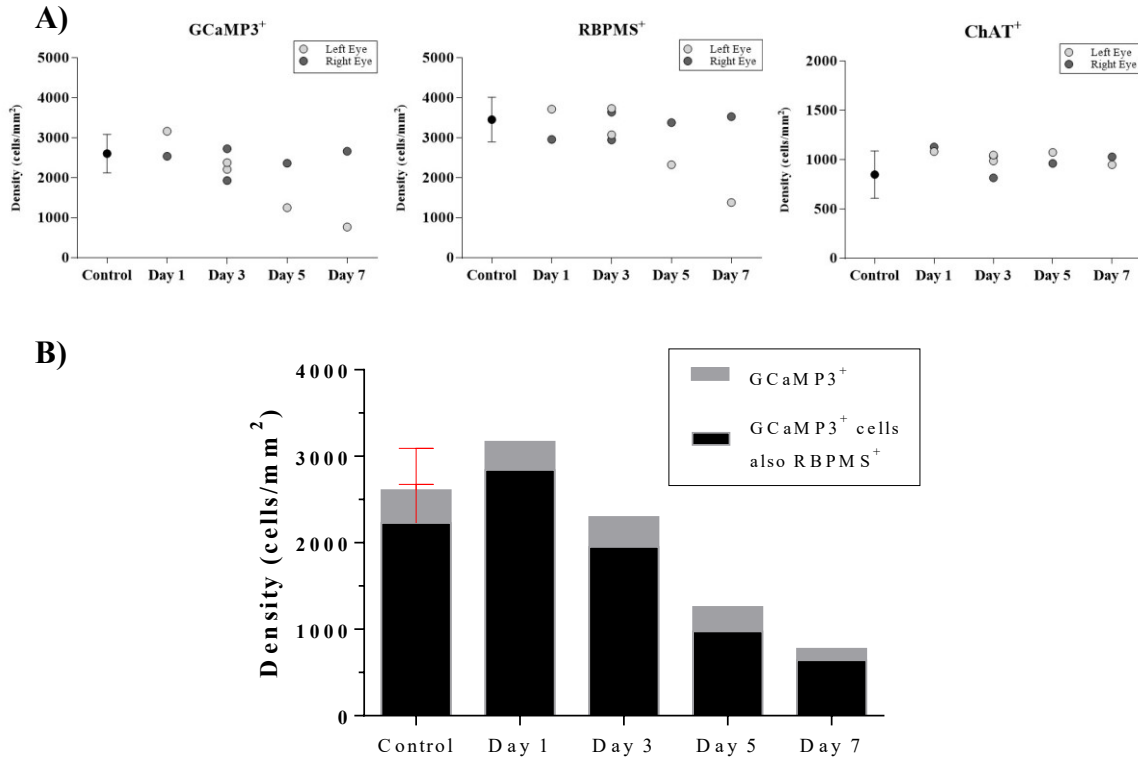 A)
GCaMP3⁺
Left Eye
Right Eye
Density (cells/mm²)
5000
4000
3000
2000
1000
0
Control Day 1 Day 3 Day 5 Day 7
RBPMS⁺
Left Eye
Right Eye
Density (cells/mm²)
5000
4000
3000
2000
1000
0
Control Day 1 Day 3 Day 5 Day 7
ChAT⁺
Left Eye
Right Eye
Density (cells/mm²)
2000
1500
1000
500
0
Control Day 1 Day 3 Day 5 Day 7
B)
GCaMP3⁺
GCaMP3⁺ cells
also RBPMS⁺
Density (cells/mm²)
4000
3000
2000
1000
0
Control Day 1 Day 3 Day 5 Day 7